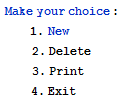 Make your choice:
1. New
2. Delete
3. Print
4. Exit